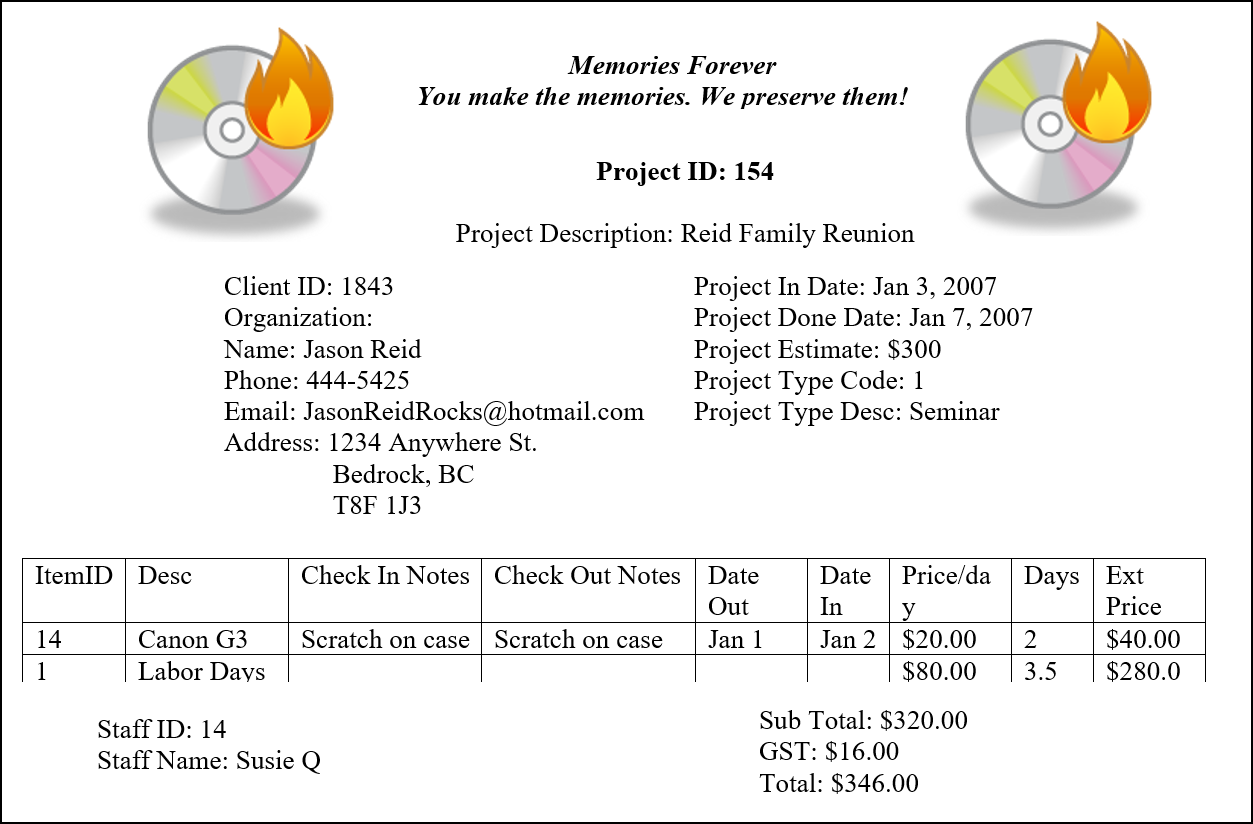 Memories Forever
You make the memories. We preserve them!
Project ID: 154
Project Description: Reid Family Reunion
Client ID: 1843
Organization:
Name: Jason Reid
Phone: 444-5425
Email: JasonReidRocks@hotmail.com
Address: 1234 Anywhere St.
Bedrock, BC
T8F 1J3
Project In Date: Jan 3, 2007
Project Done Date: Jan 7, 2007
Project Estimate: $300
Project Type Code: 1
Project Type Desc: Seminar
ItemID Desc Check In Notes Check Out Notes Date Out Date In Price/day Days Ext Price
14 Canon G3 Scratch on case Scratch on case Jan 1 Jan 2 $20.00 2 $40.00
1 Labor Days $80.00 3.5 $280.0
Staff ID: 14
Staff Name: Susie Q
Sub Total: $320.00
GST: $16.00
Total: $346.00